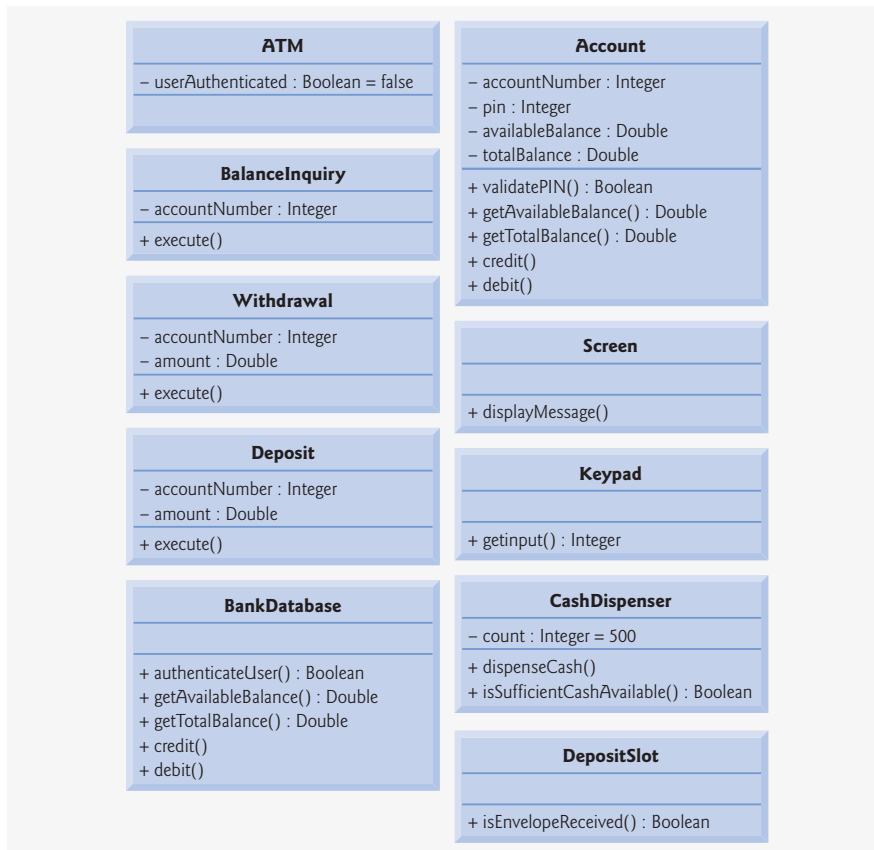 ATM
– userAuthenticated : Boolean = false
BalanceInquiry
– accountNumber : Integer
+ execute()
Withdrawal
– accountNumber : Integer
– amount : Double
+ execute()
Deposit
– accountNumber : Integer
– amount : Double
+ execute()
BankDatabase
+ authenticateUser() : Boolean
+ getAvailableBalance() : Double
+ getTotalBalance() : Double
+ credit()
+ debit()
Account
– accountNumber : Integer
– pin : Integer
– availableBalance : Double
– totalBalance : Double
+ validatePIN() : Boolean
+ getAvailableBalance() : Double
+ getTotalBalance() : Double
+ credit()
+ debit()
Screen
+ displayMessage()
Keypad
+ getinput() : Integer
CashDispenser
– count : Integer = 500
+ dispenseCash()
+ isSufficientCashAvailable() : Boolean
DepositSlot
+ isEnvelopeReceived() : Boolean